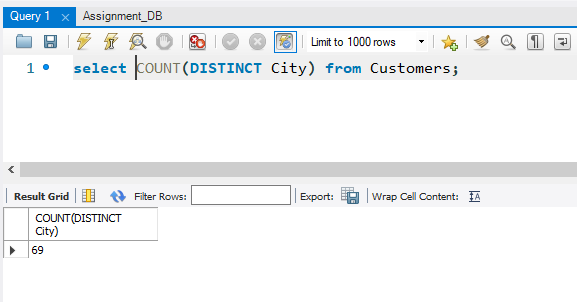 Query 1 Assignment_DB
Limit to 1000 rows
1 select COUNT(DISTINCT City) from Customers;
Result Grid Filter Rows: Export: Wrap Cell Content: IA
COUNT(DISTINCT
City)
69